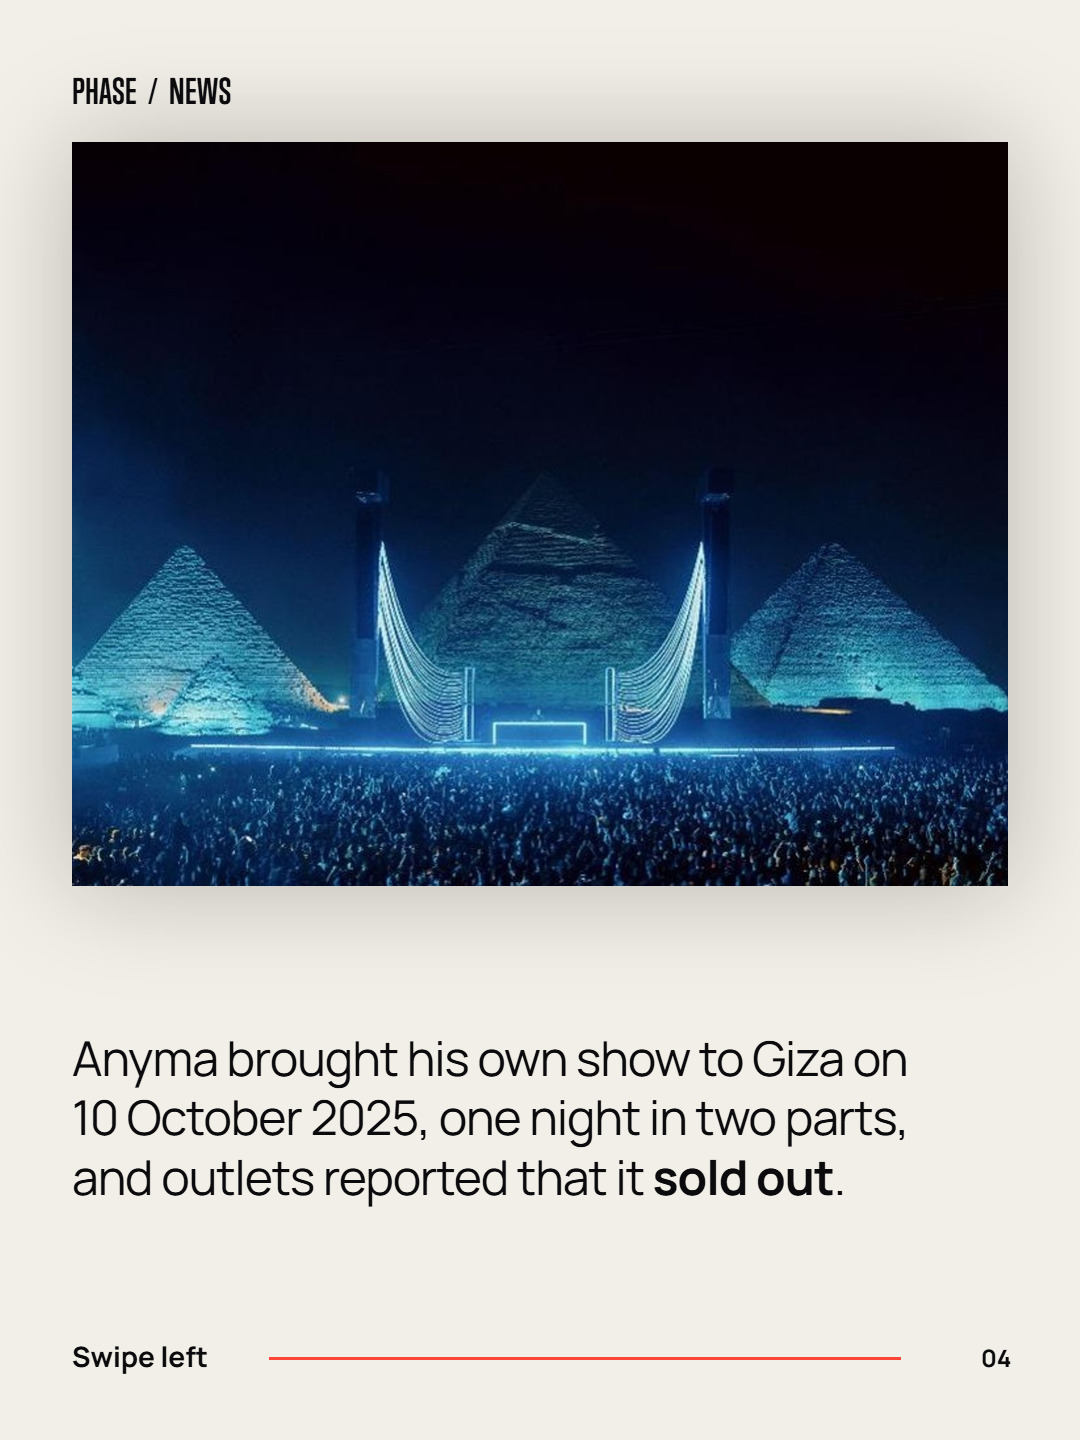 PHASE / NEWS
Anyma brought his own show to Giza on
10 October 2025, one night in two parts,
and outlets reported that it sold out.
Swipe left
04